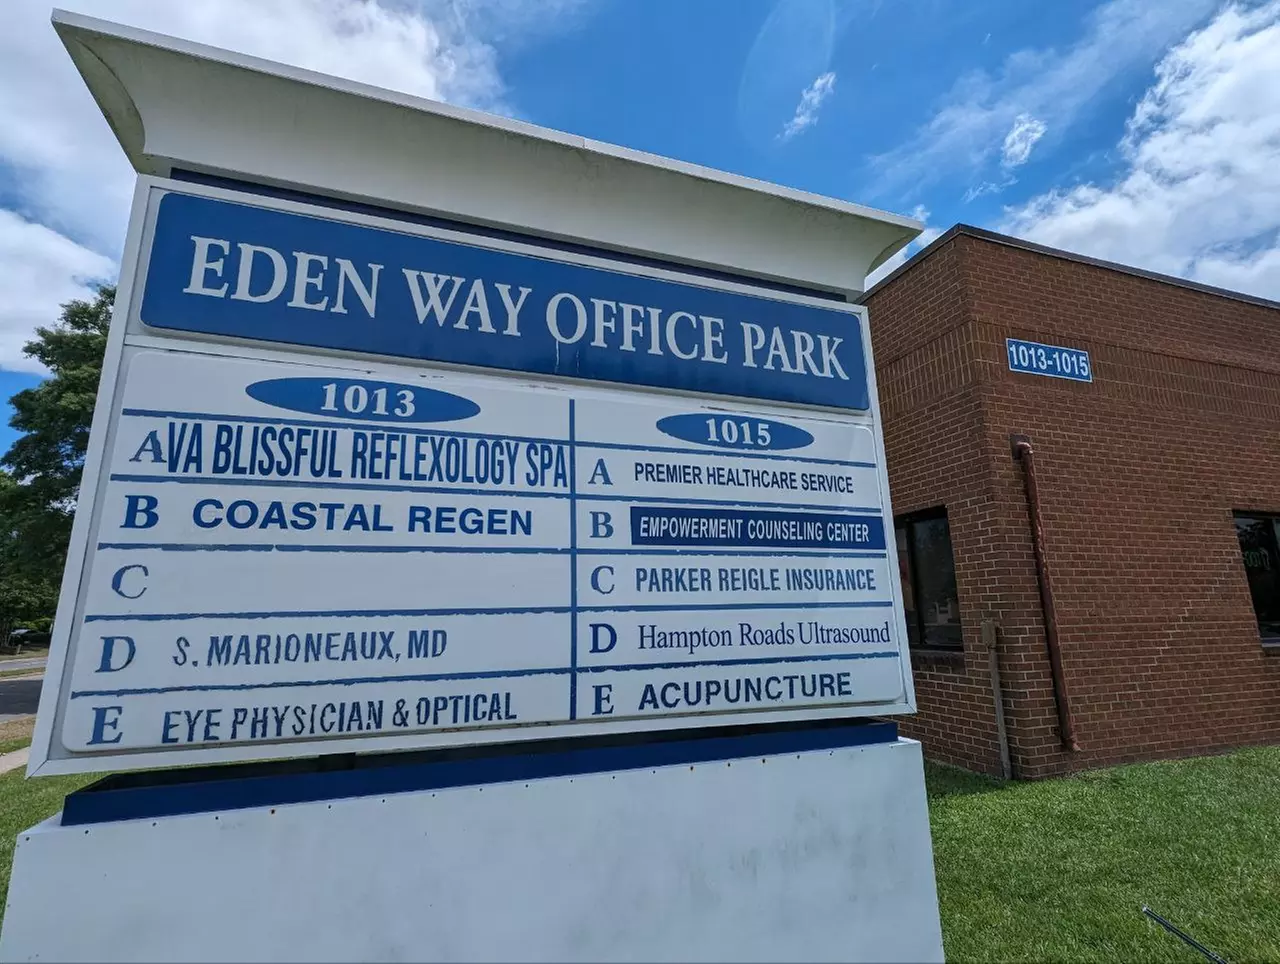 EDEN WAY OFFICE PARK
1013
A VA BLISSFUL REFLEXOLOGY SPA
B COASTAL REGEN
C
D S. MARIONEAUX, MD
E EYE PHYSICIAN & OPTICAL
1015
A PREMIER HEALTHCARE SERVICE
B EMPOWERMENT COUNSELING CENTER
C PARKER REIGLE INSURANCE
D Hampton Roads Ultrasound
E ACUPUNCTURE
1013-1015